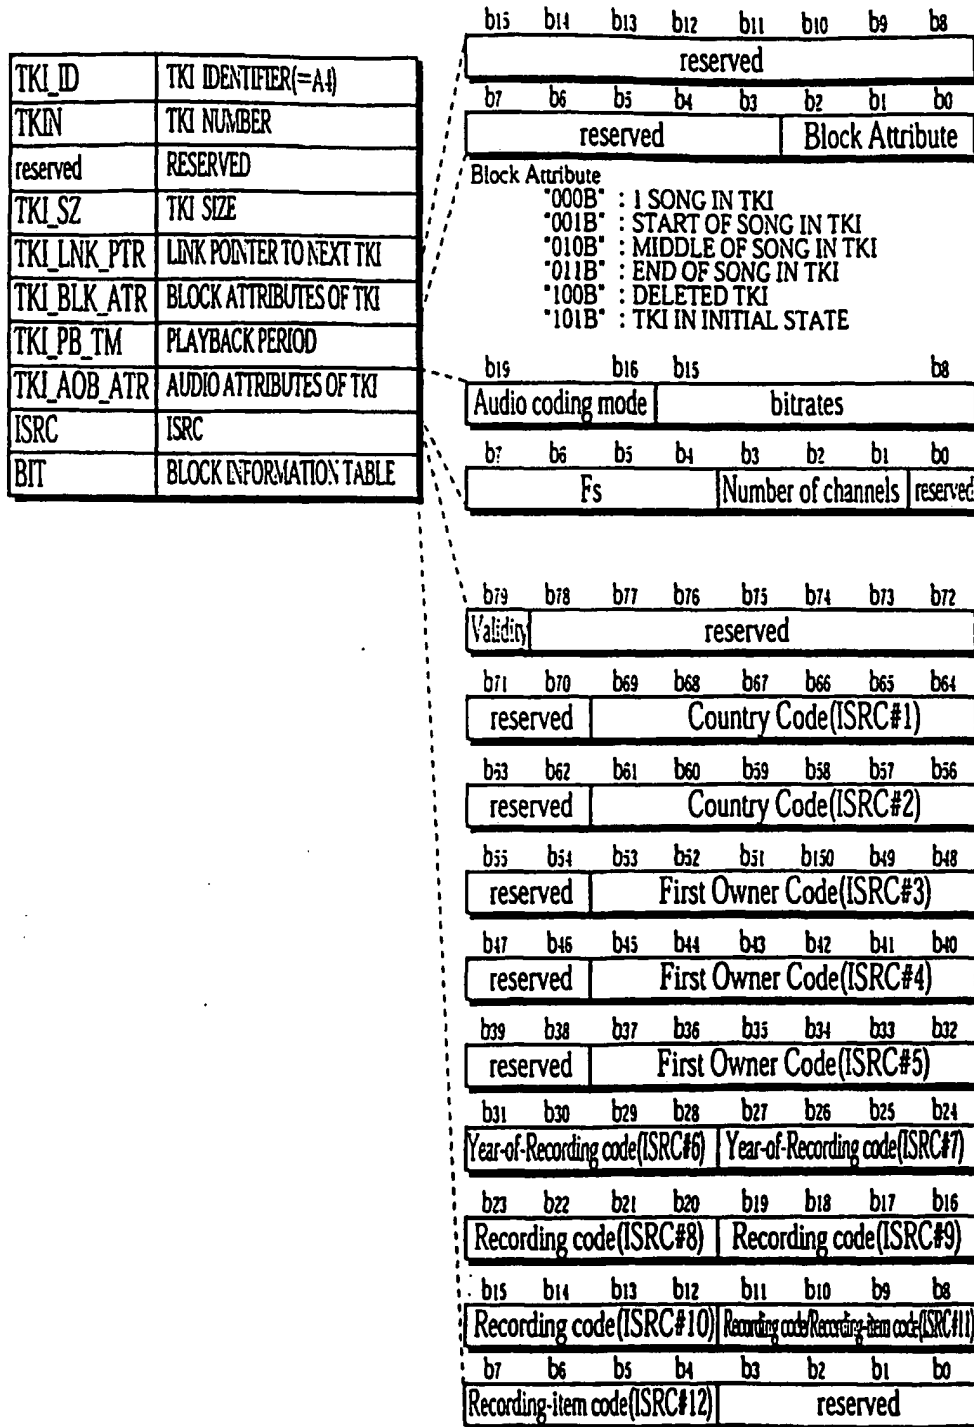 TKI_ID TKI IDENTIFIER(=A4)
TKIN TKI NUMBER
reserved RESERVED
TKI_SZ TKI SIZE
TKI_LNK_PTR LINK POINTER TO NEXT TKI
TKI_BLK_ATR BLOCK ATTRIBUTES OF TKI
TKI_PB_TM PLAYBACK PERIOD
TKI_AOB_ATR AUDIO ATTRIBUTES OF TKI
ISRC ISRC
BIT BLOCK INFORMATION TABLE
b15 b14 b13 b12 b11 b10 b9 b8
reserved
b7 b6 b5 b4 b3 b2 b1 b0
reserved Block Attribute
Block Attribute
"000B" : 1 SONG IN TKI
"001B" : START OF SONG IN TKI
"010B" : MIDDLE OF SONG IN TKI
"011B" : END OF SONG IN TKI
"100B" : DELETED TKI
"101B" : TKI IN INITIAL STATE
b19 b16 b15 b8
Audio coding mode bitrates
b7 b6 b5 b4 b3 b2 b1 b0
Fs Number of channels reserved
b79 b78 b77 b76 b75 b74 b73 b72
Validity reserved
b71 b70 b69 b68 b67 b66 b65 b64
reserved Country Code(ISRC#1)
b53 b62 b61 b60 b59 b58 b57 b56
reserved Country Code(ISRC#2)
b55 b54 b53 b52 b51 b150 b49 b48
reserved First Owner Code(ISRC#3)
b47 b46 b45 b44 b43 b42 b41 b40
reserved First Owner Code(ISRC#4)
b39 b38 b37 b36 b35 b34 b33 b32
reserved First Owner Code(ISRC#5)
b31 b30 b29 b28 b27 b26 b25 b24
Year-of-Recording code(ISRC#6) Year-of-Recording code(ISRC#7)
b23 b22 b21 b20 b19 b18 b17 b16
Recording code(ISRC#8) Recording code(ISRC#9)
b15 b14 b13 b12 b11 b10 b9 b8
Recording code(ISRC#10) Recording code/Recording-item code(ISRC#11)
b7 b6 b5 b4 b3 b2 b1 b0
Recording-item code(ISRC#12) reserved